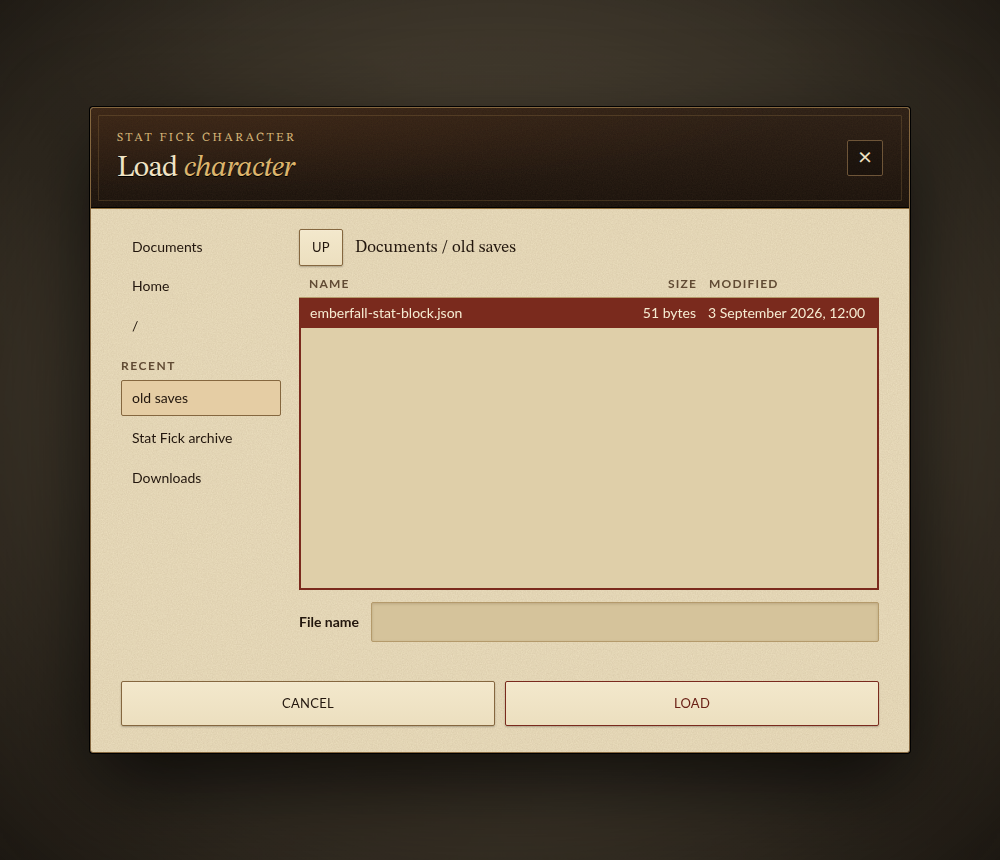 STAT FICK CHARACTER
Load character
✕
Documents
Home
/
RECENT
old saves
Stat Fick archive
Downloads
UP
Documents / old saves
NAME SIZE MODIFIED
emberfall-stat-block.json 51 bytes 3 September 2026, 12:00
File name
CANCEL
LOAD